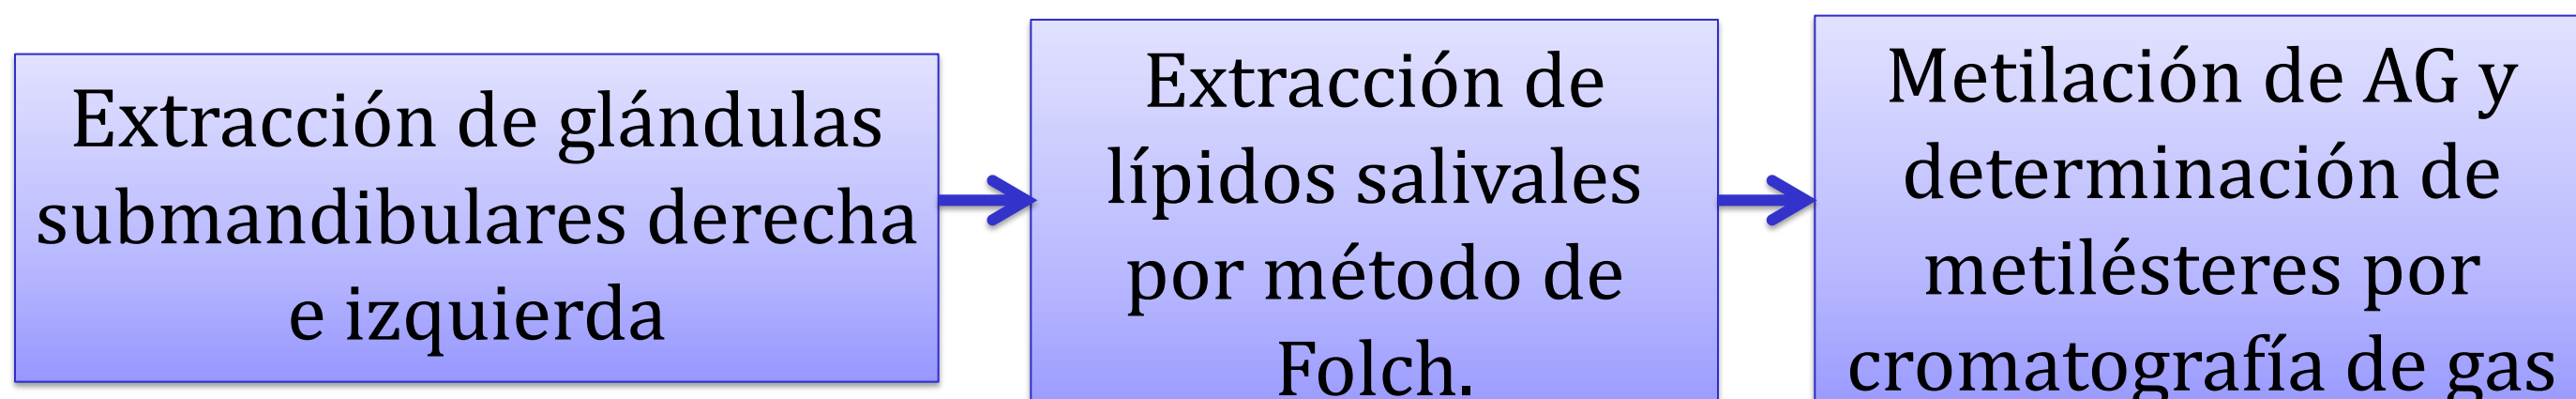 Extracción de glándulas
submandibulares derecha
e izquierda
Extracción de
lípidos salivales
por método de
Folch.
Metilación de AG y
determinación de
metilésteres por
cromatografía de gas